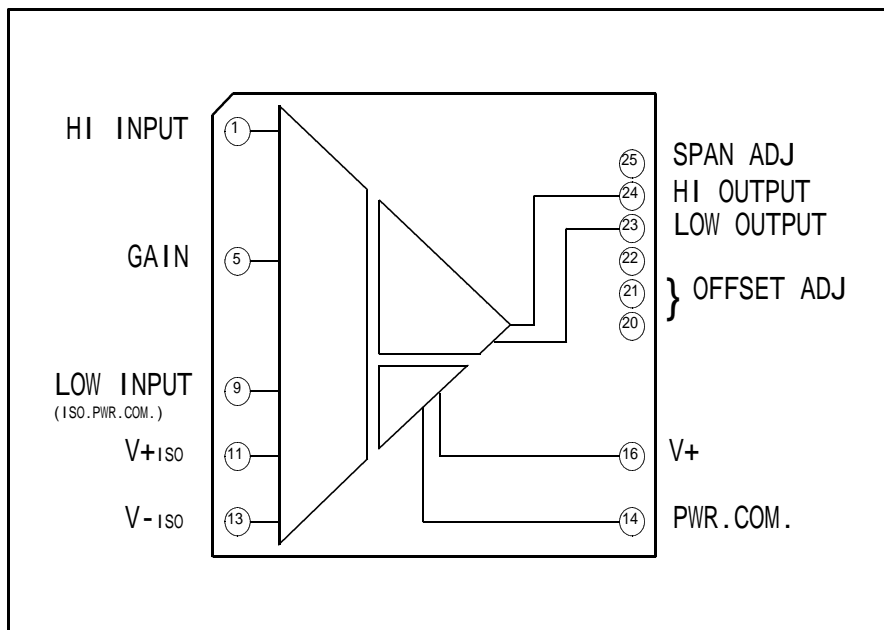 HI INPUT 1
GAIN 5
LOW INPUT 9
(ISO.PWR.COM.)
V+ISO 11
V-ISO 13
25 SPAN ADJ
24 HI OUTPUT
23 LOW OUTPUT
22
21 } OFFSET ADJ
20
16 V+
14 PWR.COM.